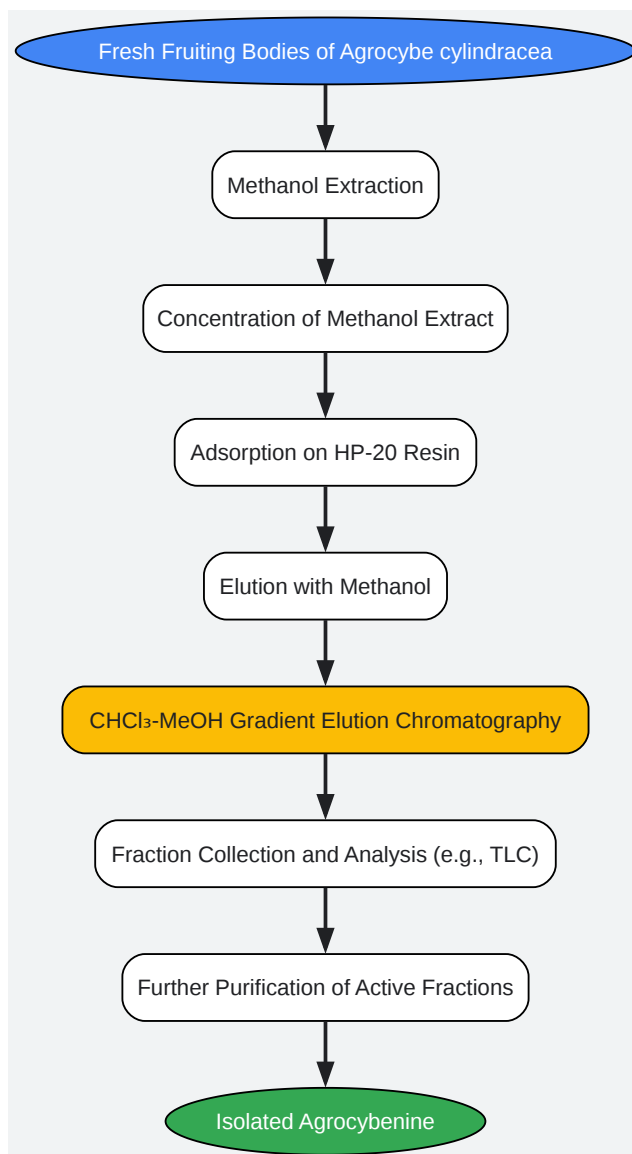 Fresh Fruiting Bodies of Agrocybe cylindracea
Methanol Extraction
Concentration of Methanol Extract
Adsorption on HP-20 Resin
Elution with Methanol
CHCl₃-MeOH Gradient Elution Chromatography
Fraction Collection and Analysis (e.g., TLC)
Further Purification of Active Fractions
Isolated Agrocybenine